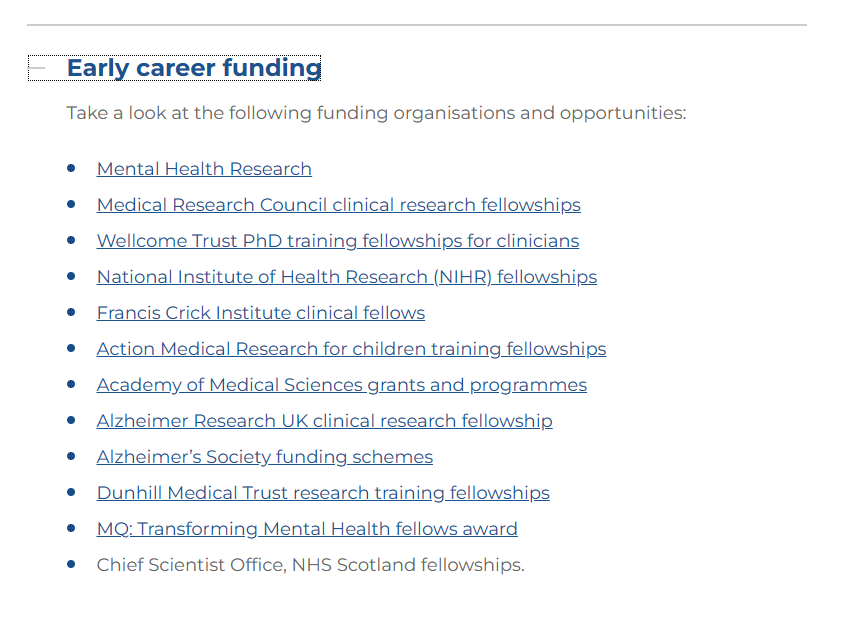 Early career funding
Take a look at the following funding organisations and opportunities:
Mental Health Research
Medical Research Council clinical research fellowships
Wellcome Trust PhD training fellowships for clinicians
National Institute of Health Research (NIHR) fellowships
Francis Crick Institute clinical fellows
Action Medical Research for children training fellowships
Academy of Medical Sciences grants and programmes
Alzheimer Research UK clinical research fellowship
Alzheimer’s Society funding schemes
Dunhill Medical Trust research training fellowships
MQ: Transforming Mental Health fellows award
Chief Scientist Office, NHS Scotland fellowships.